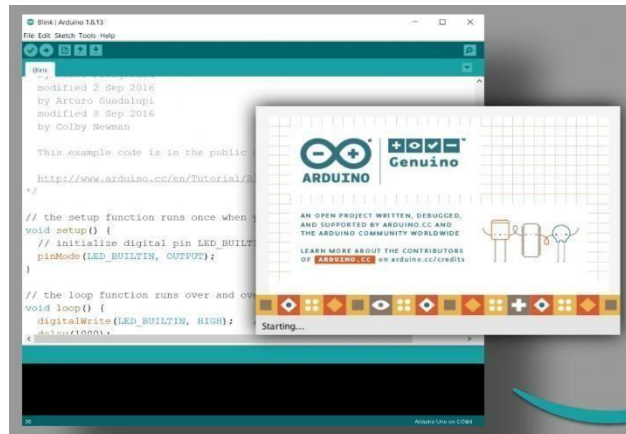 Blink | Arduino 1.8.13
File Edit Sketch Tools Help
Blink
modified 2 Sep 2016
by Arturo Guadalupi
modified 8 Sep 2016
by Colby Newman
This example code is in the public
http://www.arduino.cc/en/Tutorial/
*/
// the setup function runs once when
void setup() {
// initialize digital pin LED_BUILT
pinMode(LED_BUILTIN, OUTPUT);
}
// the loop function runs over and ov
void loop() {
digitalWrite(LED_BUILTIN, HIGH);
delay(1000);
Arduino Uno on COM4
ARDUINO
Genuino
AN OPEN PROJECT WRITTEN, DEBUGGED,
AND SUPPORTED BY ARDUINO.CC AND
THE ARDUINO COMMUNITY WORLDWIDE
LEARN MORE ABOUT THE CONTRIBUTORS
OF ARDUINO.CC on arduino.cc/credits
Starting...